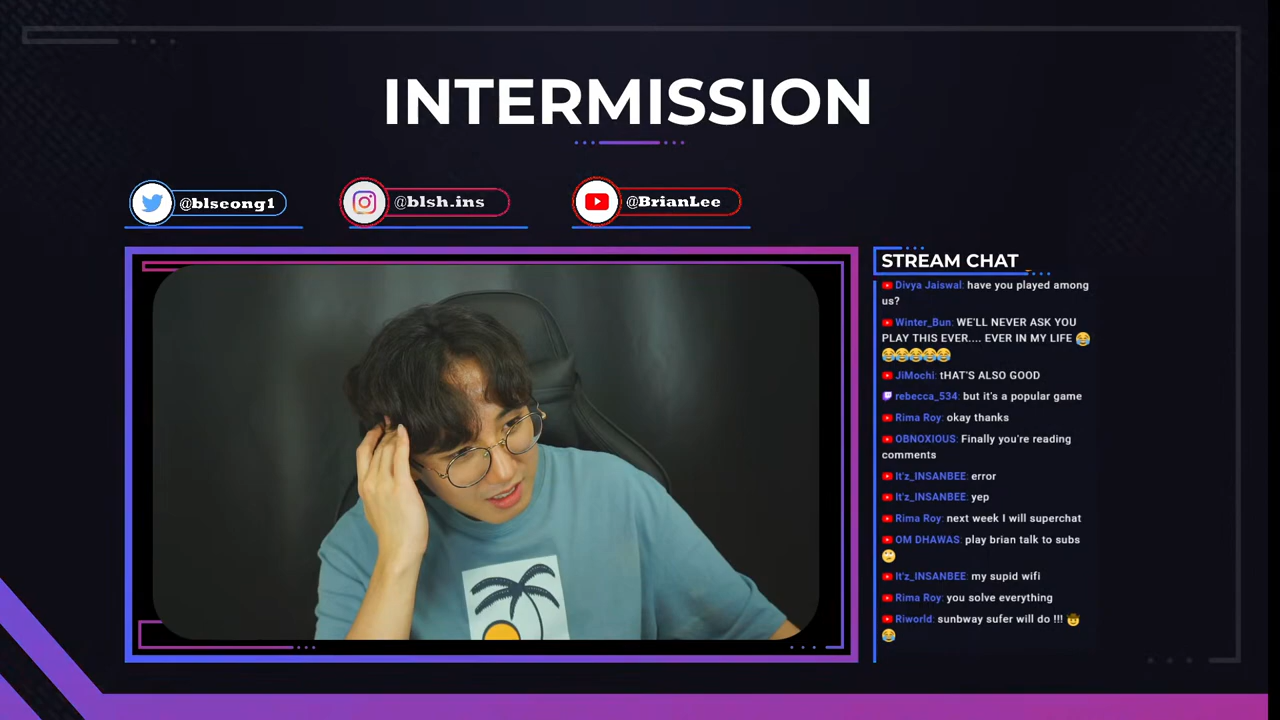 INTERMISSION
@blseong1
@blsh.ins
@BrianLee
STREAM CHAT
Divya Jaiswal: have you played among
us?
Winter_Bun: WE'LL NEVER ASK YOU
PLAY THIS EVER.... EVER IN MY LIFE 😂
😂😂😂😂😂
JiMochi: tHAT'S ALSO GOOD
rebecca_534: but it's a popular game
Rima Roy: okay thanks
OBNOXIOUS: Finally you're reading
comments
It'z_INSANBEE: error
It'z_INSANBEE: yep
Rima Roy: next week I will superchat
OM DHAWAS: play brian talk to subs
🙄
It'z_INSANBEE: my supid wifi
Rima Roy: you solve everything
Riworld: sunbway sufer will do !!! 🤠
😂